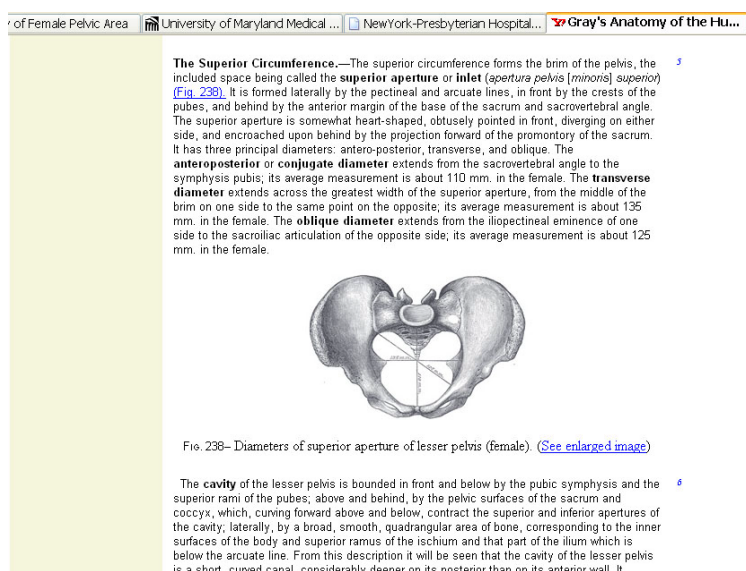 of Female Pelvic Area
University of Maryland Medical ...
NewYork-Presbyterian Hospital...
Gray's Anatomy of the Hu...
The Superior Circumference.—The superior circumference forms the brim of the pelvis, the 5
included space being called the superior aperture or inlet (apertura pelvis [minoris] superior)
(Fig. 238). It is formed laterally by the pectineal and arcuate lines, in front by the crests of the
pubes, and behind by the anterior margin of the base of the sacrum and sacrovertebral angle.
The superior aperture is somewhat heart-shaped, obtusely pointed in front, diverging on either
side, and encroached upon behind by the projection forward of the promontory of the sacrum.
It has three principal diameters: antero-posterior, transverse, and oblique. The
anteroposterior or conjugate diameter extends from the sacrovertebral angle to the
symphysis pubis; its average measurement is about 110 mm. in the female. The transverse
diameter extends across the greatest width of the superior aperture, from the middle of the
brim on one side to the same point on the opposite; its average measurement is about 135
mm. in the female. The oblique diameter extends from the iliopectineal eminence of one
side to the sacroiliac articulation of the opposite side; its average measurement is about 125
mm. in the female.
FIG. 238– Diameters of superior aperture of lesser pelvis (female). (See enlarged image)
The cavity of the lesser pelvis is bounded in front and below by the pubic symphysis and the 6
superior rami of the pubes; above and behind, by the pelvic surfaces of the sacrum and
coccyx, which, curving forward above and below, contract the superior and inferior apertures of
the cavity; laterally, by a broad, smooth, quadrangular area of bone, corresponding to the inner
surfaces of the body and superior ramus of the ischium and that part of the ilium which is
below the arcuate line. From this description it will be seen that the cavity of the lesser pelvis
is a short, curved canal, considerably deeper on its posterior than on its anterior wall. It